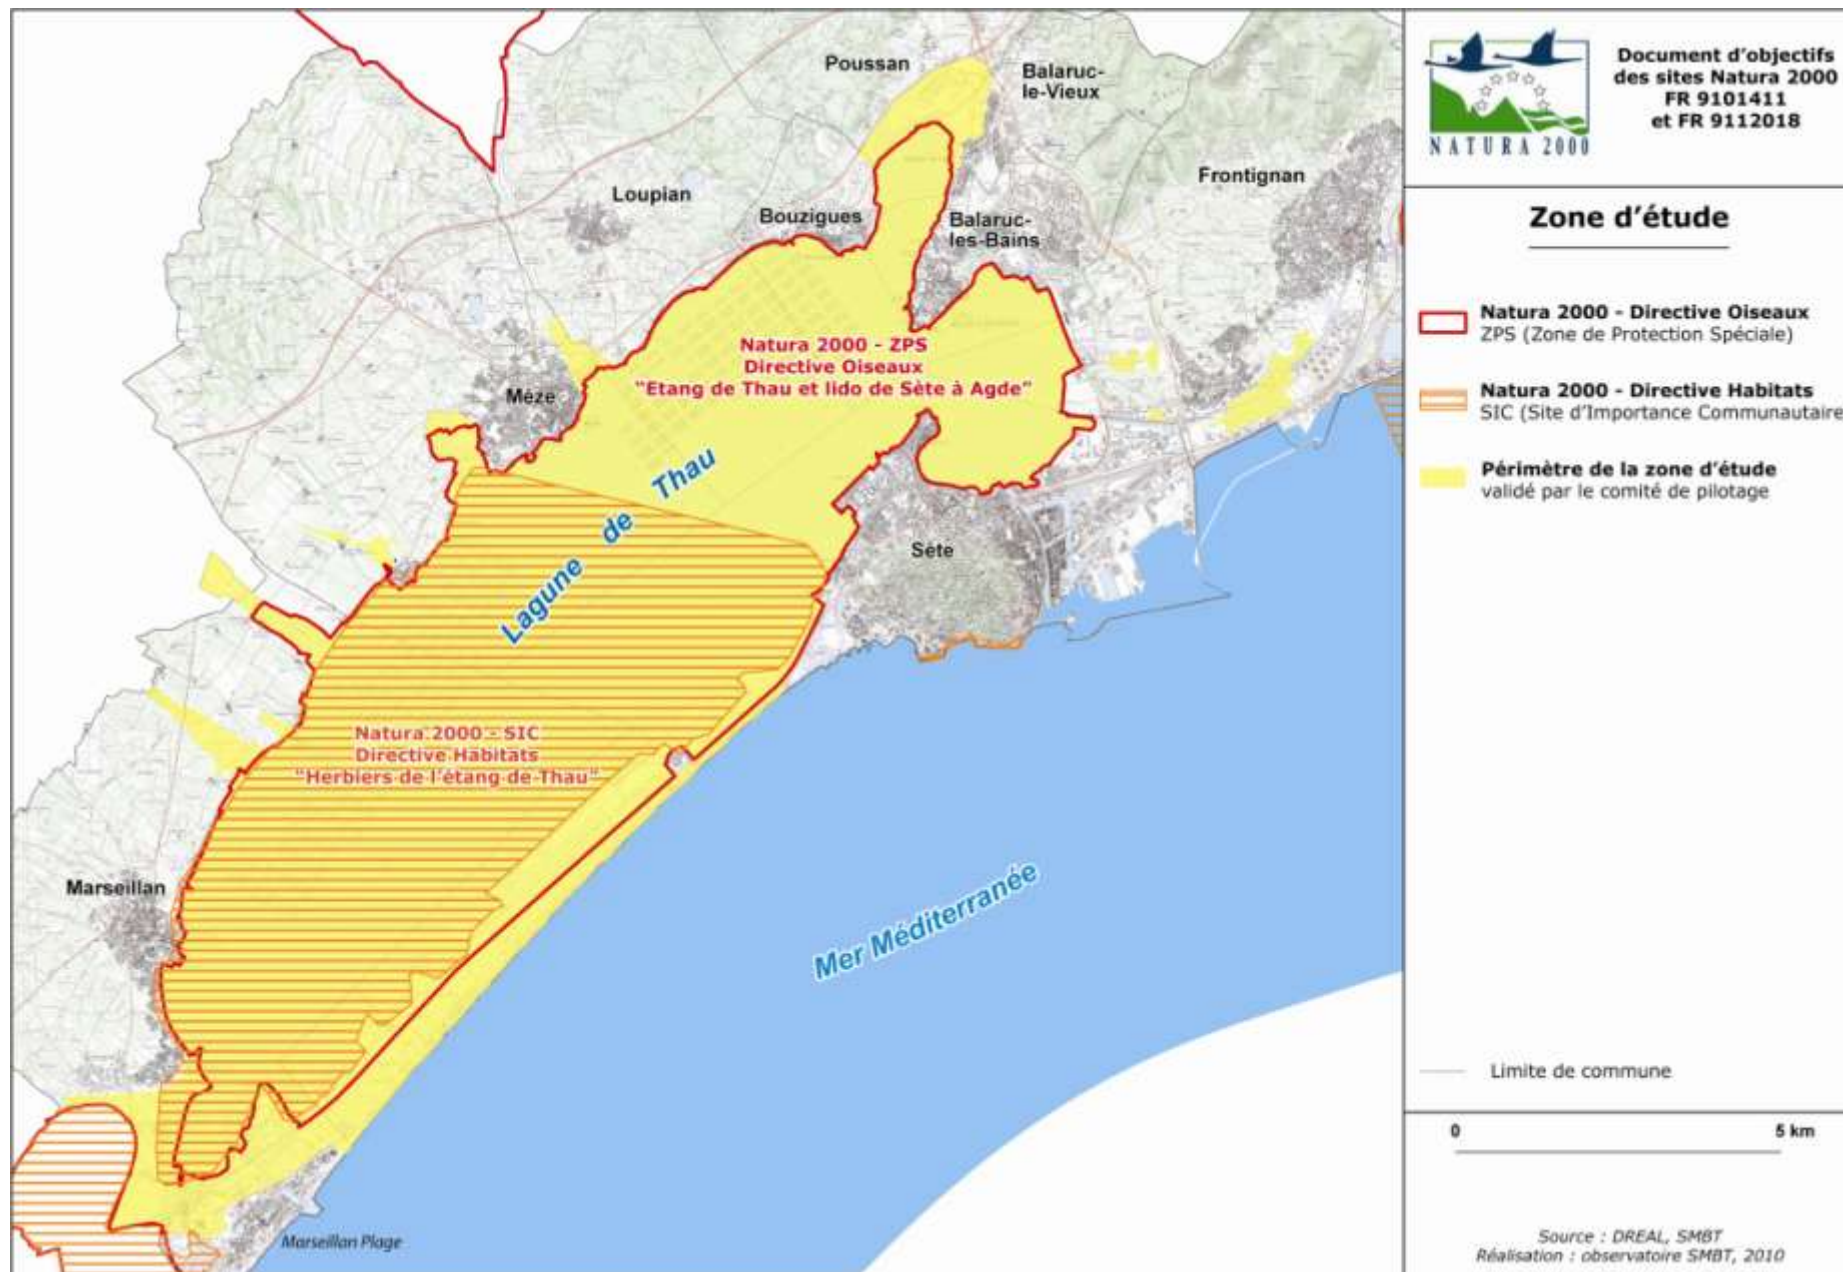 Poussan
Balaruc-
le-Vieux
Frontignan
Loupian
Bouzigues
Balaruc-
les-Bains
Natura 2000 - ZPS
Directive Oiseaux
"Etang de Thau et lido de Sète à Agde"
Mèze
Lagune de Thau
Sète
Natura 2000 - SIC
Directive Habitats
"Herbiers de l'étang de Thau"
Marseillan
Mer Méditerranée
Marseillan Plage
NATURA 2000
Document d'objectifs
des sites Natura 2000
FR 9101411
et FR 9112018
Zone d'étude
Natura 2000 - Directive Oiseaux
ZPS (Zone de Protection Spéciale)
Natura 2000 - Directive Habitats
SIC (Site d'Importance Communautaire
Périmètre de la zone d'étude
validé par le comité de pilotage
Limite de commune
0 5 km
Source : DREAL, SMBT
Réalisation : observatoire SMBT, 2010